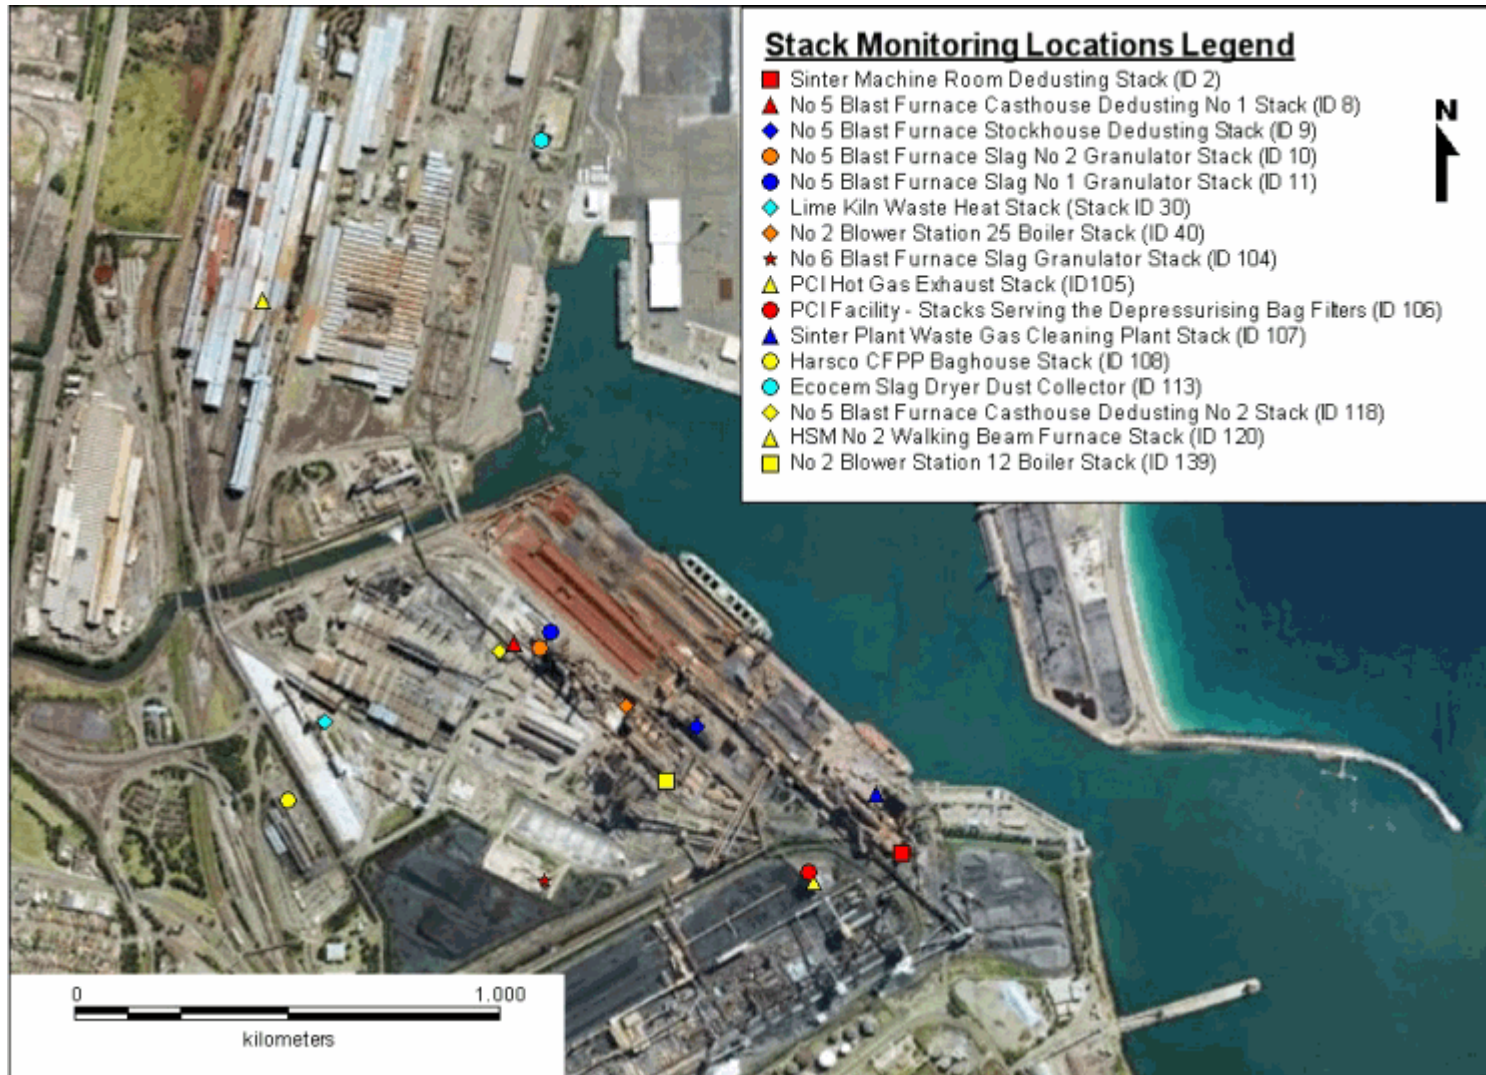 Stack Monitoring Locations Legend
Sinter Machine Room Dedusting Stack (ID 2)
No 5 Blast Furnace Casthouse Dedusting No 1 Stack (ID 8)
No 5 Blast Furnace Stockhouse Dedusting Stack (ID 9)
No 5 Blast Furnace Slag No 2 Granulator Stack (ID 10)
No 5 Blast Furnace Slag No 1 Granulator Stack (ID 11)
Lime Kiln Waste Heat Stack (Stack ID 30)
No 2 Blower Station 25 Boiler Stack (ID 40)
No 6 Blast Furnace Slag Granulator Stack (ID 104)
PCI Hot Gas Exhaust Stack (ID105)
PCI Facility - Stacks Serving the Depressurising Bag Filters (ID 106)
Sinter Plant Waste Gas Cleaning Plant Stack (ID 107)
Harsco CFPP Baghouse Stack (ID 108)
Ecocem Slag Dryer Dust Collector (ID 113)
No 5 Blast Furnace Casthouse Dedusting No 2 Stack (ID 118)
HSM No 2 Walking Beam Furnace Stack (ID 120)
No 2 Blower Station 12 Boiler Stack (ID 139)
N
0 1.000
kilometers